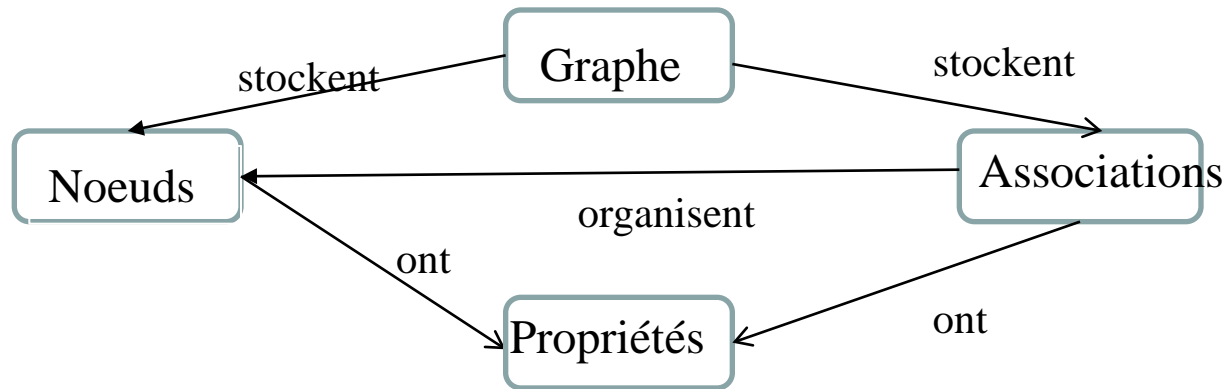 Graphe
stockent
stockent
Noeuds
Associations
organisent
ont
Propriétés
ont